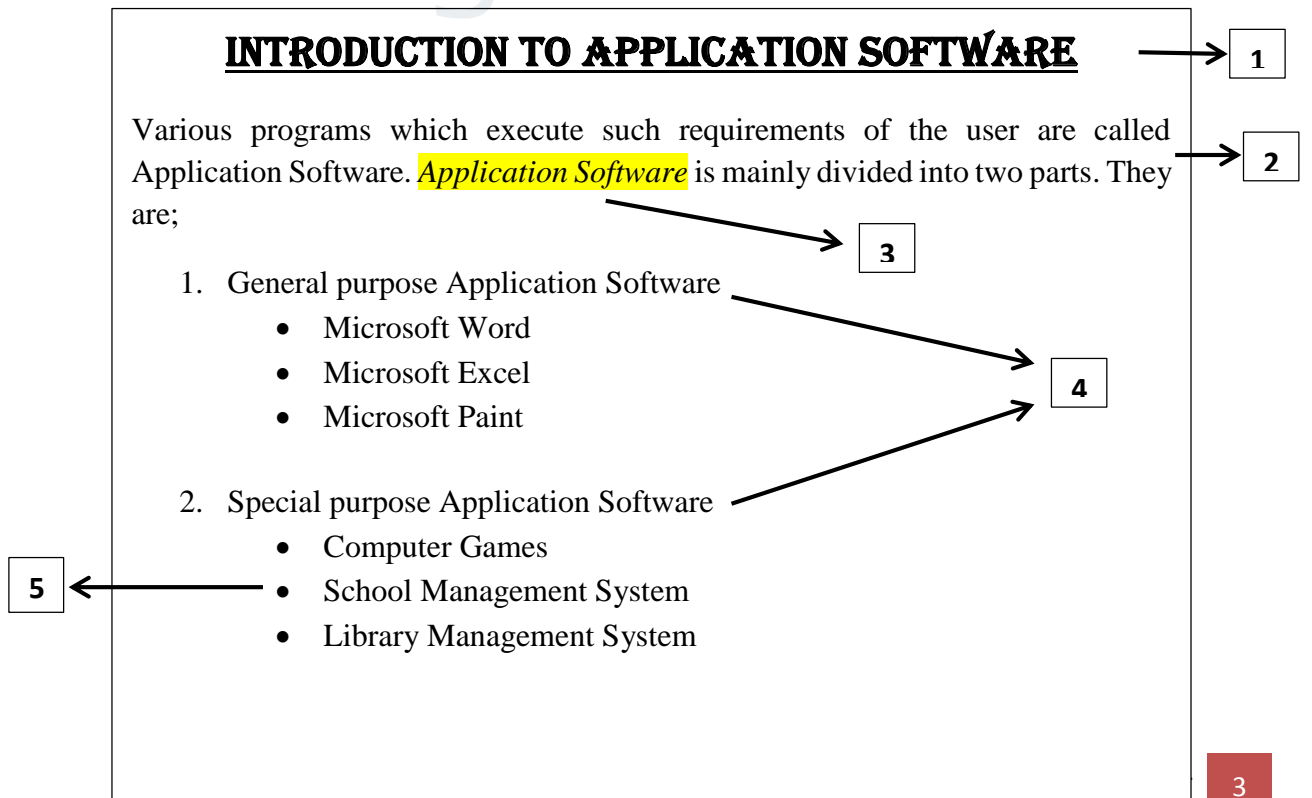 INTRODUCTION TO APPLICATION SOFTWARE
1
Various programs which execute such requirements of the user are called
2
Application Software. Application Software is mainly divided into two parts. They
are;
3
1. General purpose Application Software
• Microsoft Word
• Microsoft Excel
4
• Microsoft Paint
2. Special purpose Application Software
• Computer Games
5
• School Management System
• Library Management System
3